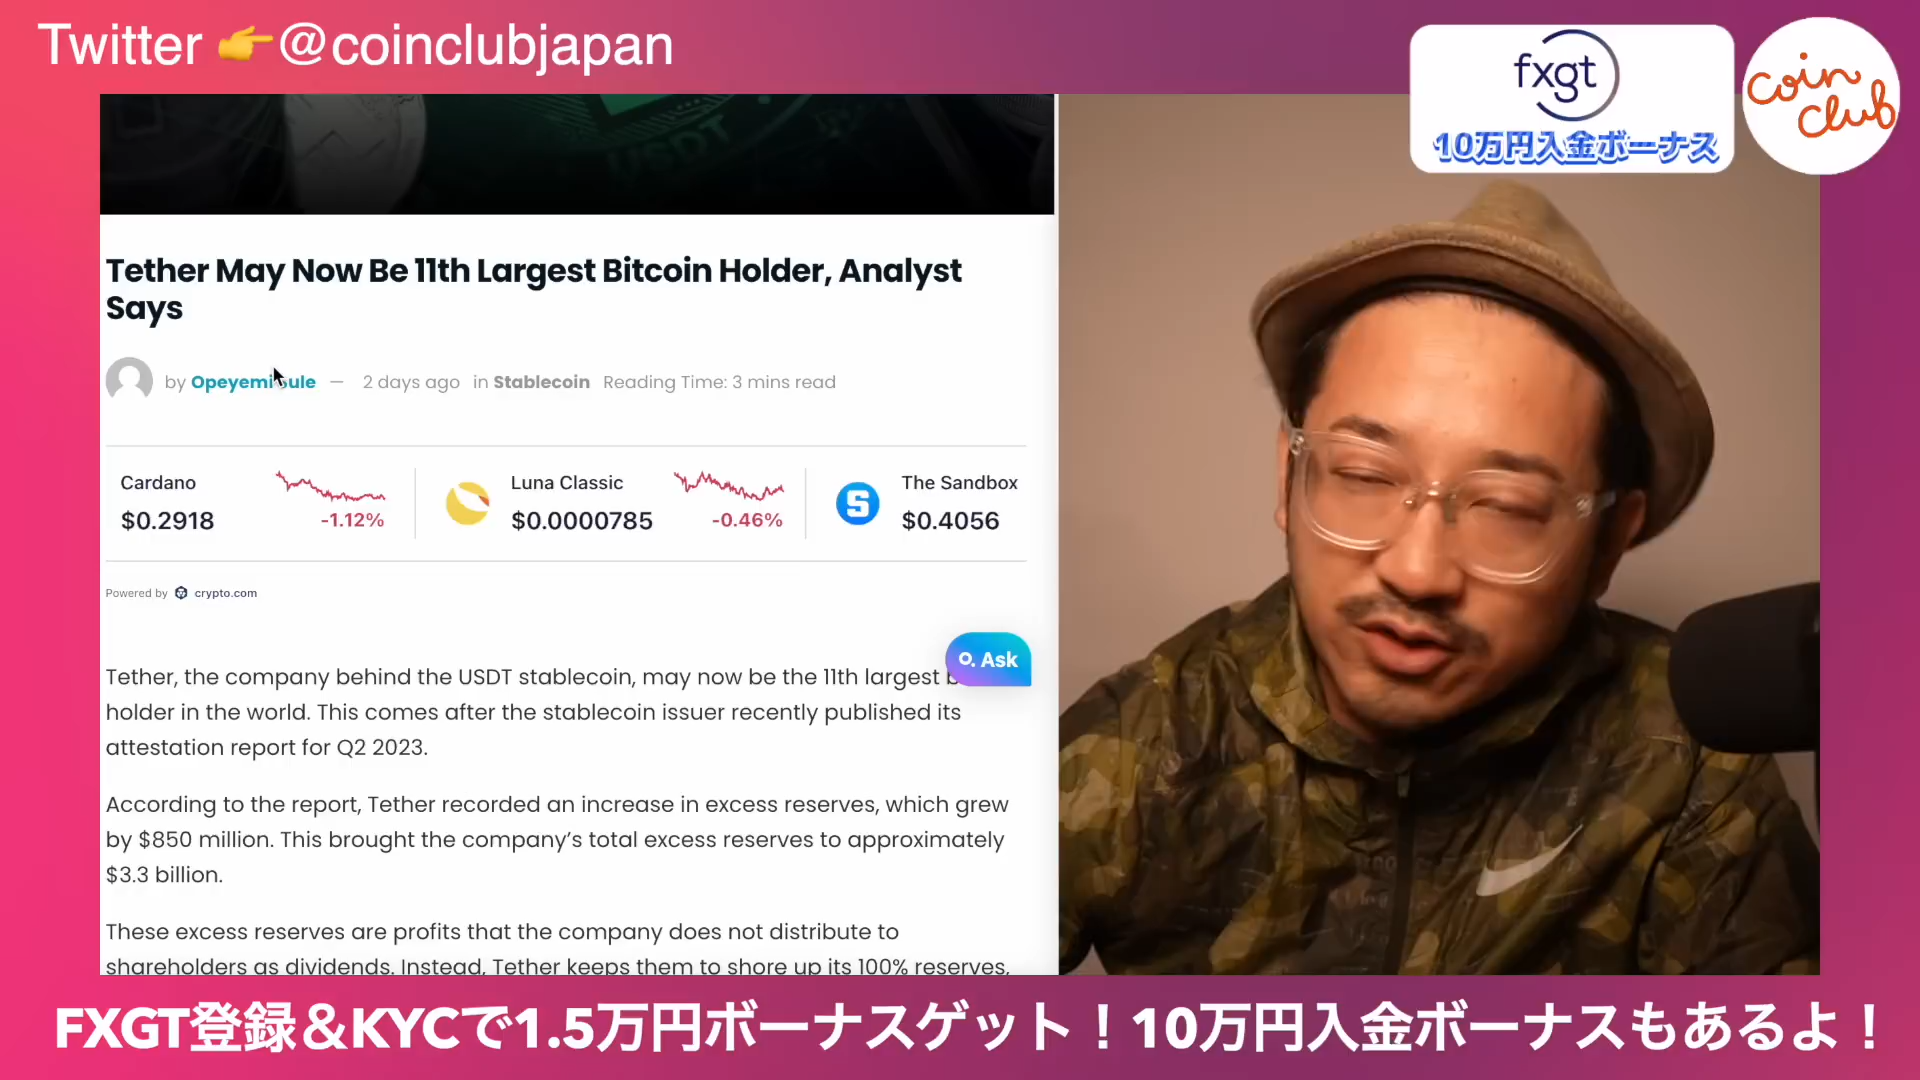 Twitter 👉@coinclubjapan
fxgt
10万円入金ボーナス
coin
club
USDT
Tether May Now Be 11th Largest Bitcoin Holder, Analyst
Says
by — 2 days ago in Stablecoin Reading Time: 3 mins read
Cardano
$0.2918
-1.12%
Luna Classic
$0.0000785
-0.46%
The Sandbox
$0.4056
Powered by crypto.com
O. Ask
Tether, the company behind the USDT stablecoin, may now be the 11th largest
holder in the world. This comes after the stablecoin issuer recently published its
attestation report for Q2 2023.
According to the report, Tether recorded an increase in excess reserves, which grew
by $850 million. This brought the company’s total excess reserves to approximately
$3.3 billion.
These excess reserves are profits that the company does not distribute to
shareholders as dividends. Instead, Tether keeps them to shore up its 100% reserves,
FXGT登録&KYCで1.5万円ボーナスゲット！10万円入金ボーナスもあるよ！